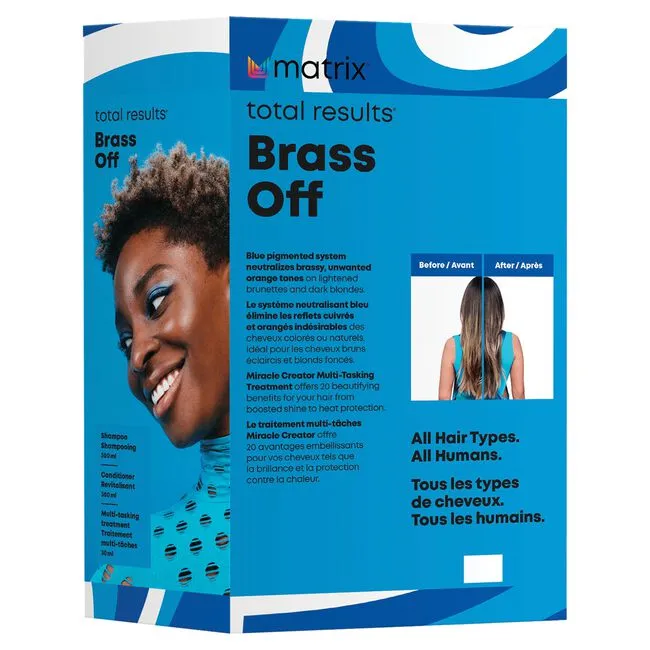 total results®
Brass
Off
Shampoo
Shampooing
300 ml
Conditioner
Revitalisant
300 ml
Multi-tasking
treatment
Traitement
multi-tâches
30 ml
matrix
total results®
Brass
Off
Blue pigmented system
neutralizes brassy, unwanted
orange tones on lightened
brunettes and dark blondes.
Le système neutralisant bleu
élimine les reflets cuivrés
et orangés indésirables des
cheveux colorés ou naturels,
idéal pour les cheveux bruns
éclaircis et blonds foncés.
Miracle Creator Multi-Tasking
Treatment offers 20 beautifying
benefits for your hair from
boosted shine to heat protection.
Le traitement multi-tâches
Miracle Creator offre
20 avantages embellissants
pour vos cheveux tels que
la brillance et la protection
contre la chaleur.
Before / Avant After / Après
All Hair Types.
All Humans.
Tous les types
de cheveux.
Tous les humains.